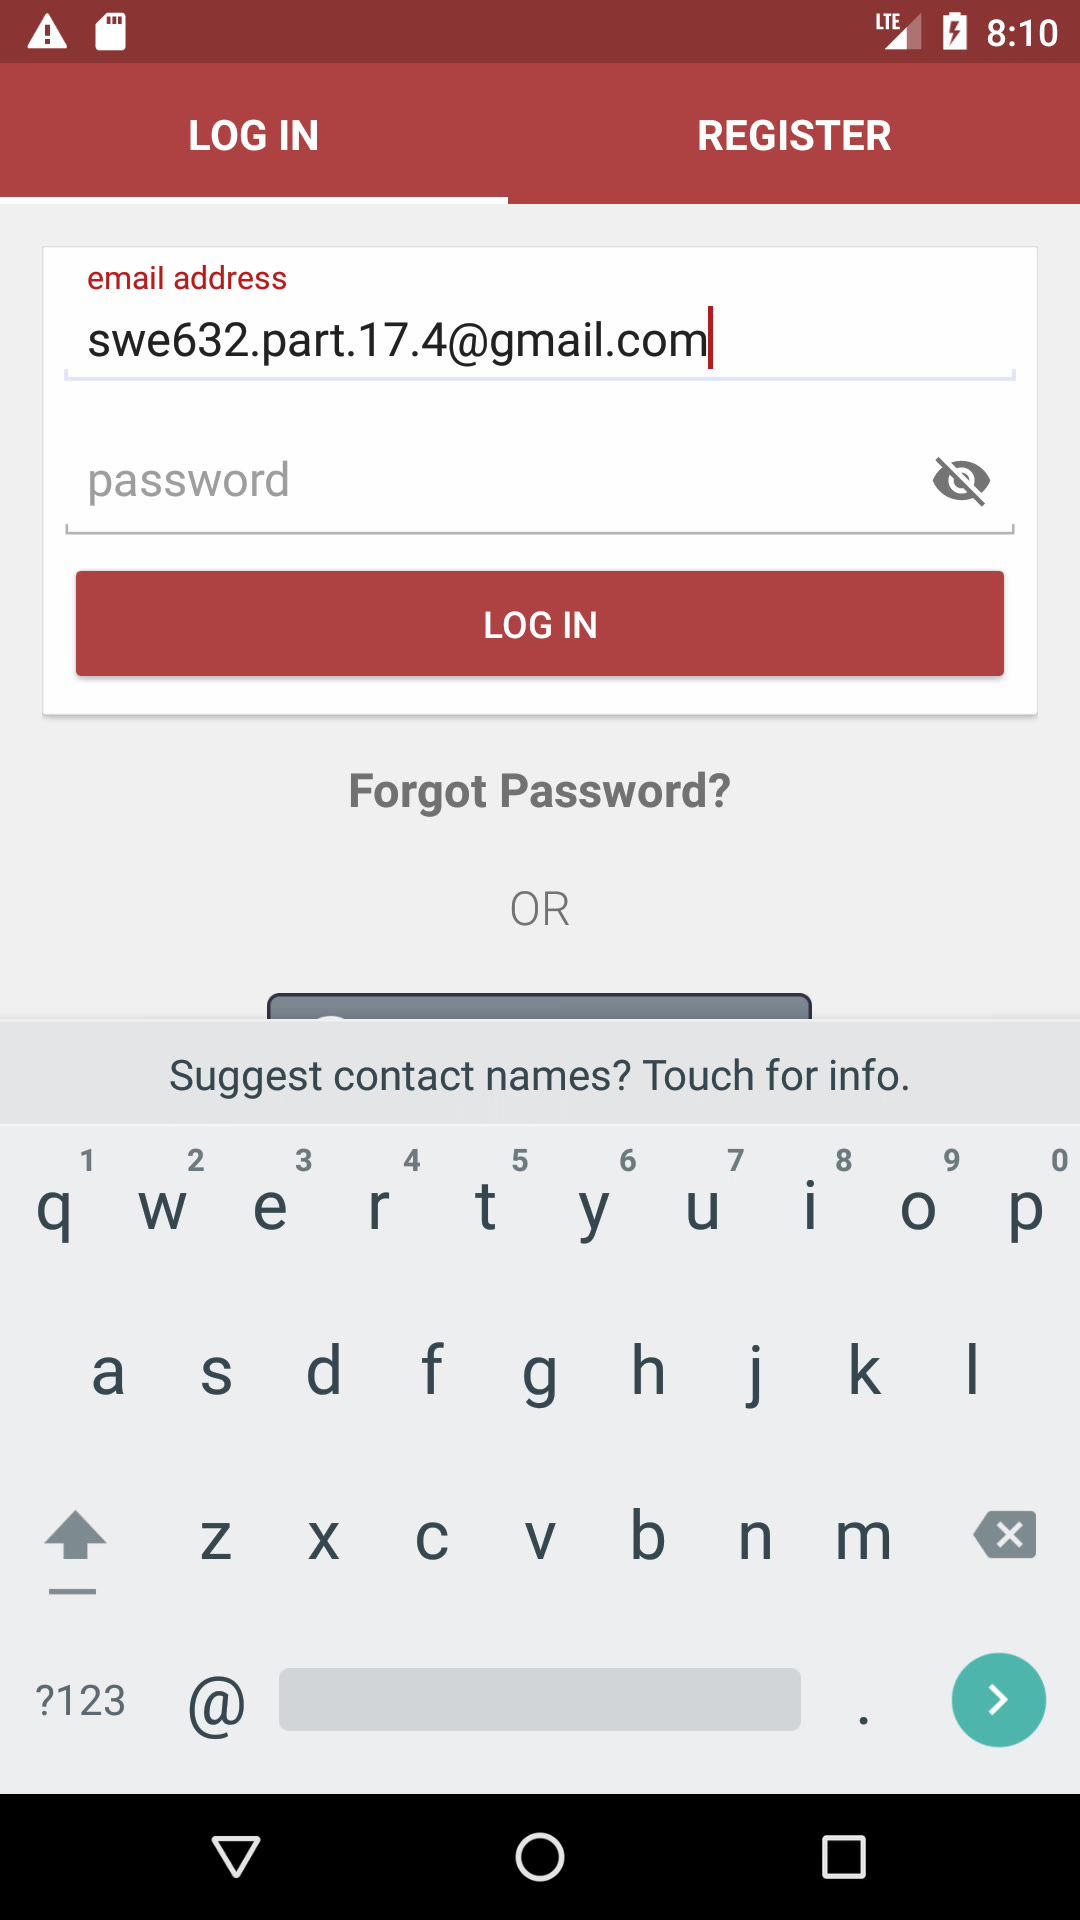 LTE 8:10
LOG IN REGISTER
email address
swe632.part.17.4@gmail.com
password
LOG IN
Forgot Password?
OR
Suggest contact names? Touch for info.
1 2 3 4 5 6 7 8 9 0
q w e r t y u i o p
a s d f g h j k l
z x c v b n m
?123 @ .